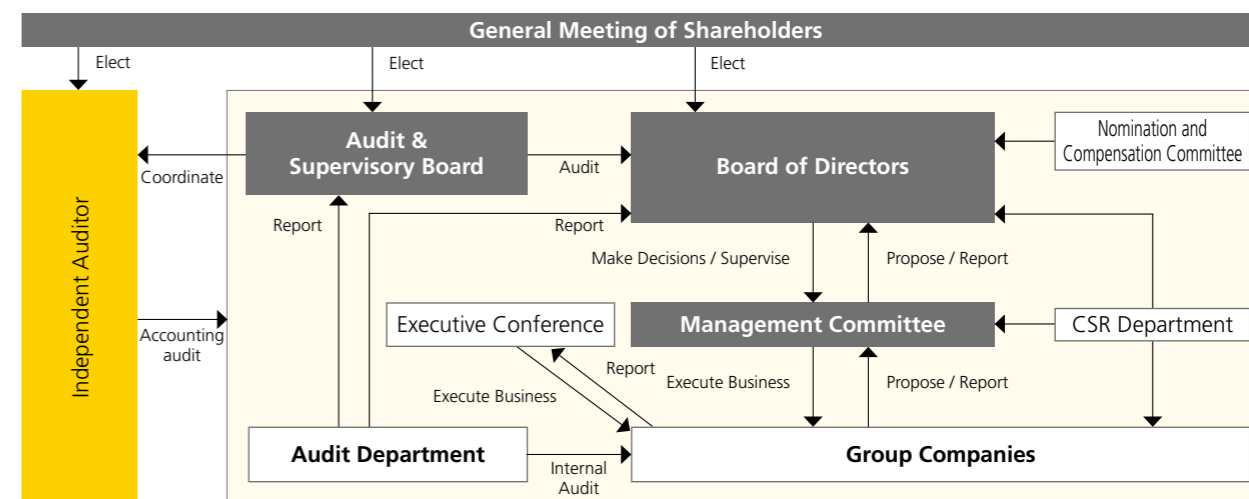 General Meeting of Shareholders
Elect
Elect
Elect
Independent Auditor
Audit &
Supervisory Board
Board of Directors
Nomination and
Compensation Committee
Coordinate
Audit
Report
Report
Make Decisions / Supervise
Propose / Report
Accounting
audit
Executive Conference
Management Committee
CSR Department
Report
Execute Business
Execute Business
Propose / Report
Audit Department
Internal
Audit
Group Companies